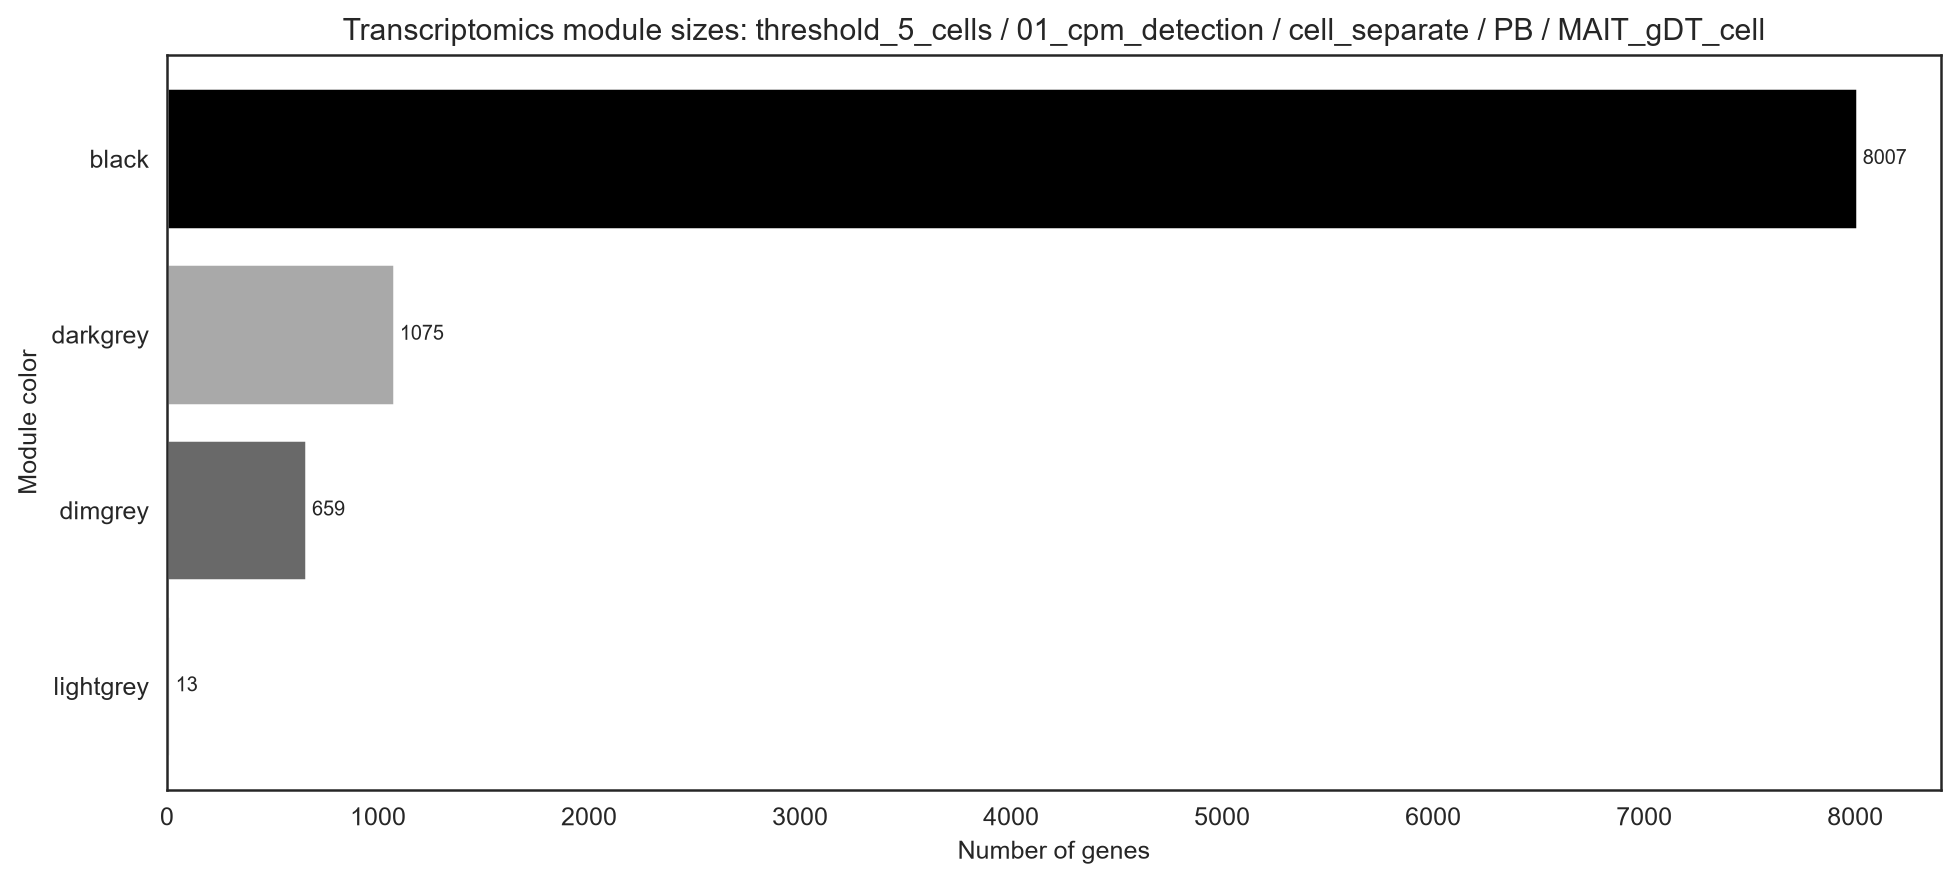 Transcriptomics module sizes: threshold_5_cells / 01_cpm_detection / cell_separate / PB / MAIT_gDT_cell
Module color
black
8007
darkgrey
1075
dimgrey
659
lightgrey
13
0 1000 2000 3000 4000 5000 6000 7000 8000
Number of genes